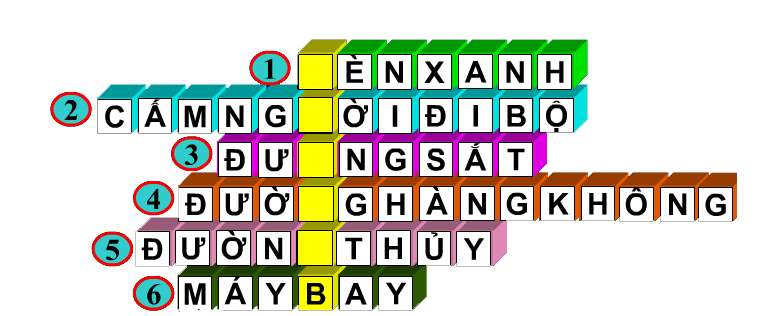 1 ÈNXANH
2 CẤMNG ỜIĐIBỘ
3 ĐƯ NGSẮT
4 ĐƯỜ GHÀNGKHÔNG
5 ĐƯỜN THỦY
6 MÁYBAY